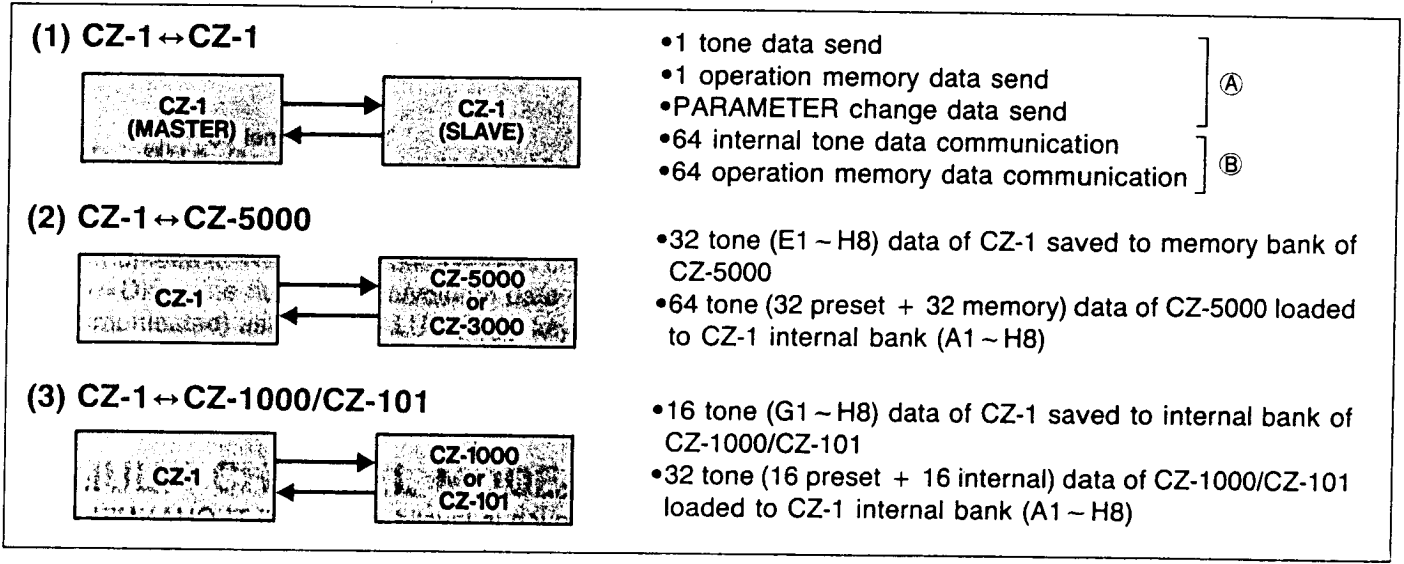 (1) CZ-1↔CZ-1
CZ-1
(MASTER)
CZ-1
(SLAVE)
•1 tone data send
•1 operation memory data send
•PARAMETER change data send
Ⓐ
•64 internal tone data communication
•64 operation memory data communication
Ⓑ
(2) CZ-1↔CZ-5000
CZ-1
CZ-5000
or
CZ-3000
•32 tone (E1 ~ H8) data of CZ-1 saved to memory bank of
CZ-5000
•64 tone (32 preset + 32 memory) data of CZ-5000 loaded
to CZ-1 internal bank (A1 ~ H8)
(3) CZ-1↔CZ-1000/CZ-101
CZ-1
CZ-1000
or
CZ-101
•16 tone (G1 ~ H8) data of CZ-1 saved to internal bank of
CZ-1000/CZ-101
•32 tone (16 preset + 16 internal) data of CZ-1000/CZ-101
loaded to CZ-1 internal bank (A1 ~ H8)